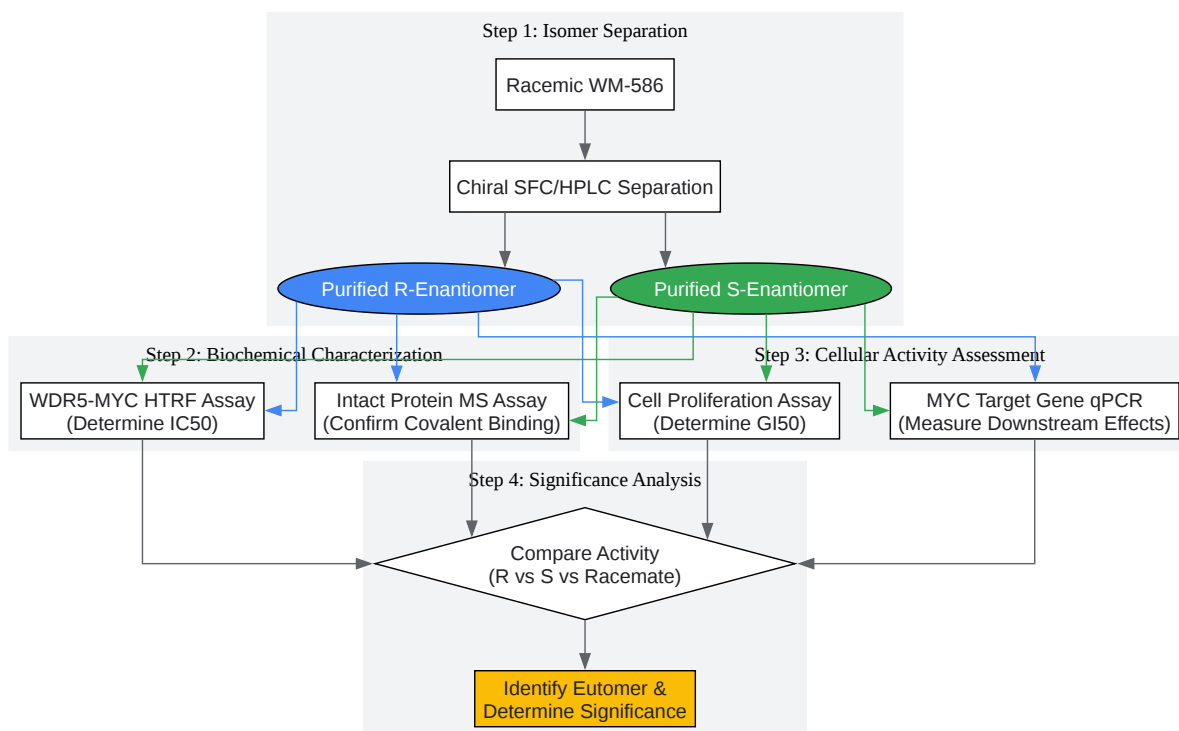 Step 1: Isomer Separation
Racemic WM-586
Chiral SFC/HPLC Separation
Purified R-Enantiomer
Purified S-Enantiomer
Step 2: Biochemical Characterization
Step 3: Cellular Activity Assessment
WDR5-MYC HTRF Assay
(Determine IC50)
Intact Protein MS Assay
(Confirm Covalent Binding)
Cell Proliferation Assay
(Determine GI50)
MYC Target Gene qPCR
(Measure Downstream Effects)
Step 4: Significance Analysis
Compare Activity
(R vs S vs Racemate)
Identify Eutomer &
Determine Significance